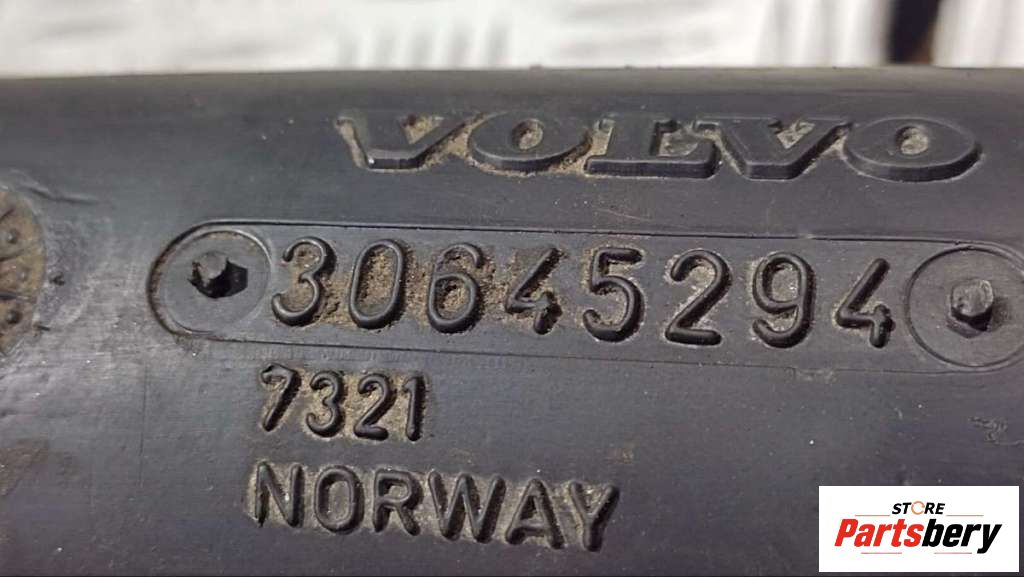 VOLVO
30645294
7321
NORWAY
STORE
Partsbery